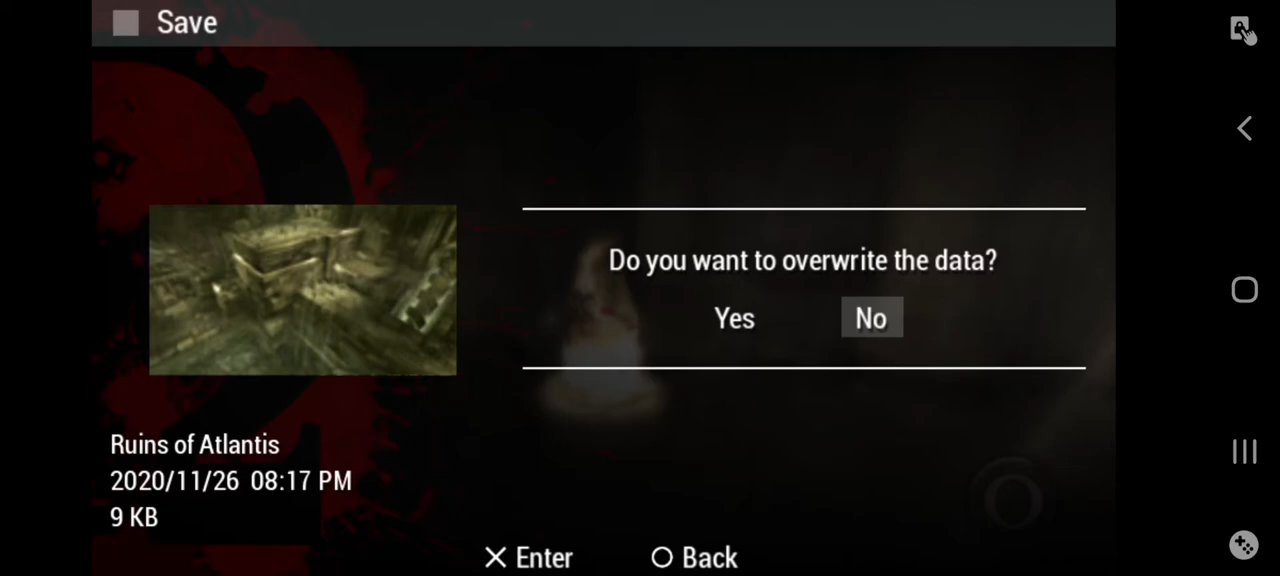 Save
Do you want to overwrite the data?
Yes No
Ruins of Atlantis
2020/11/26 08:17 PM
9 KB
Enter Back